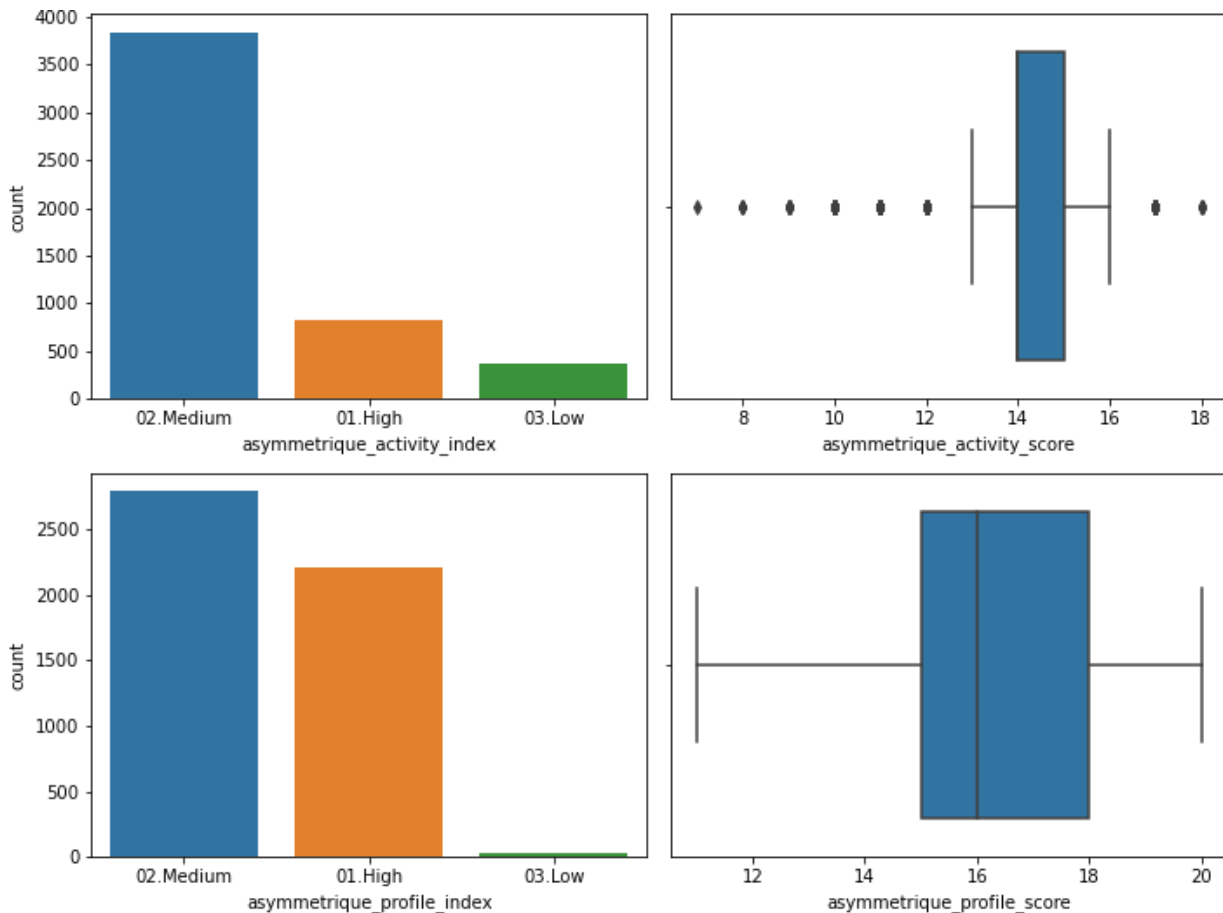 4000
3500
3000
2500
2000
1500
1000
500
0
count
02.Medium 01.High 03.Low
asymmetrique_activity_index
8 10 12 14 16 18
asymmetrique_activity_score
2500
2000
1500
1000
500
0
count
02.Medium 01.High 03.Low
asymmetrique_profile_index
12 14 16 18 20
asymmetrique_profile_score